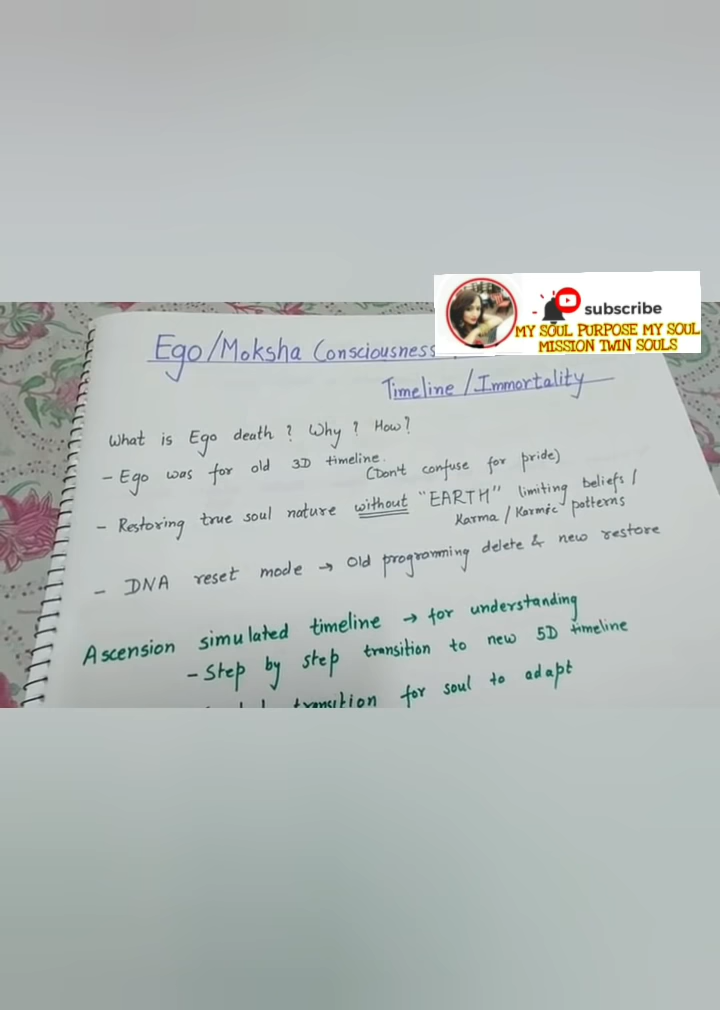 subscribe
MY SOUL PURPOSE MY SOUL
MISSION TWIN SOULS
Ego/Moksha Consciousness
Timeline / Immortality
What is Ego death? Why? How?
- Ego was for old 3D timeline.
(Don't confuse for pride)
- Restoring true soul nature without "EARTH" limiting beliefs /
Karma / Karmic patterns
- DNA reset mode → Old programming delete & new restore
Ascension simulated timeline → for understanding
- Step by step transition to new 5D timeline
transition for soul to adapt